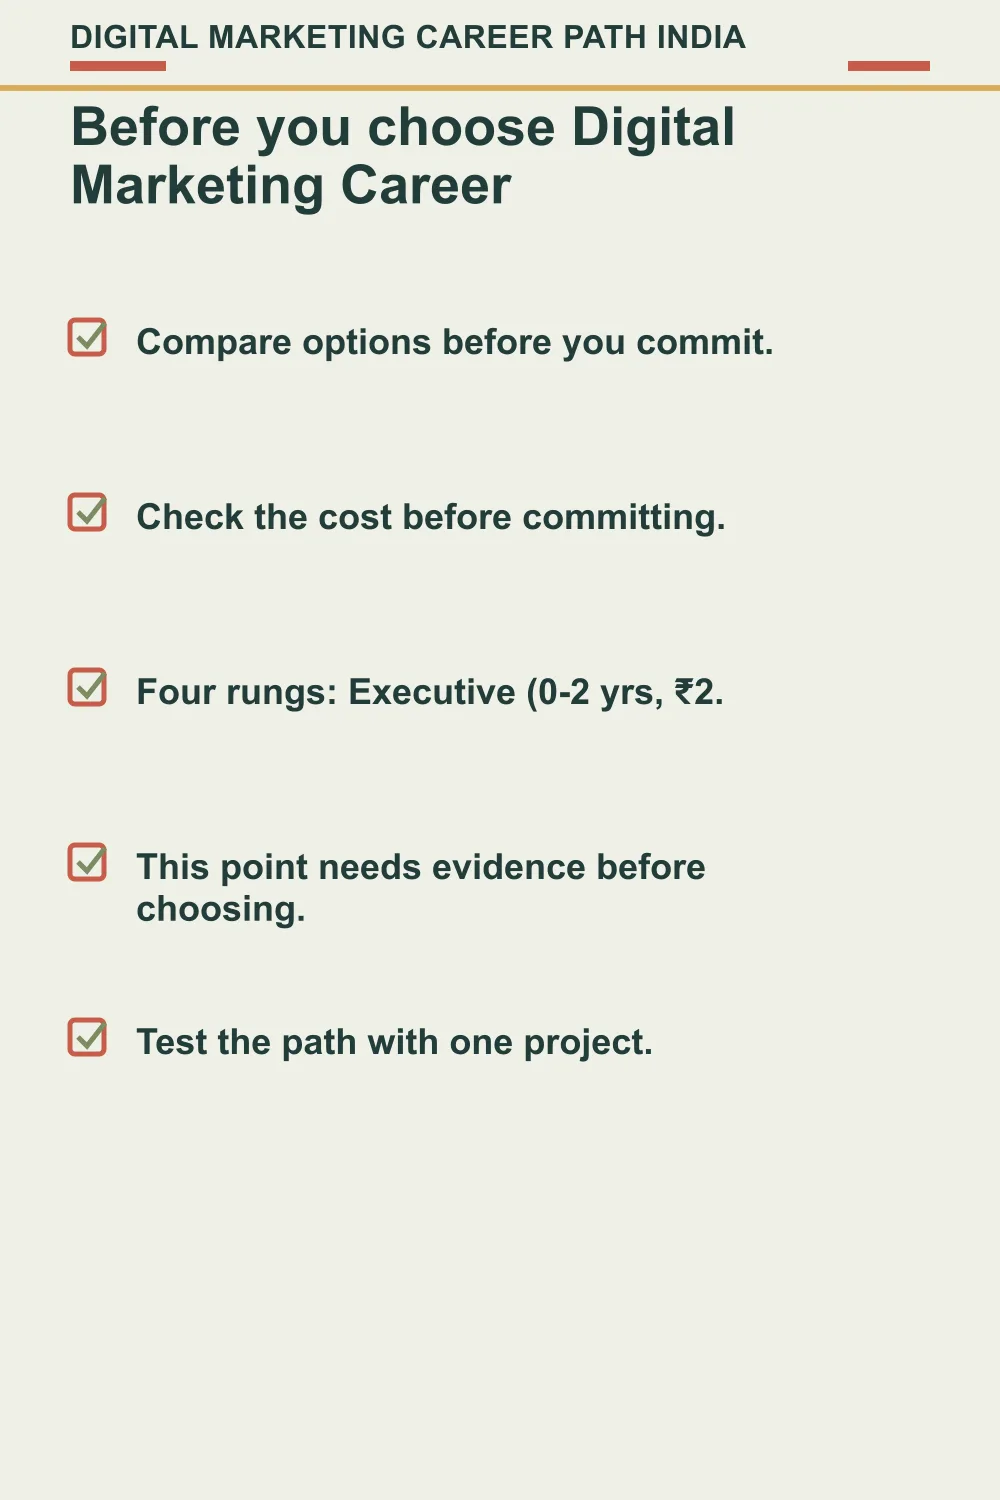 DIGITAL MARKETING CAREER PATH INDIA
Before you choose Digital
Marketing Career
Compare options before you commit.
Check the cost before committing.
Four rungs: Executive (0-2 yrs, ₹2.
This point needs evidence before
choosing.
Test the path with one project.